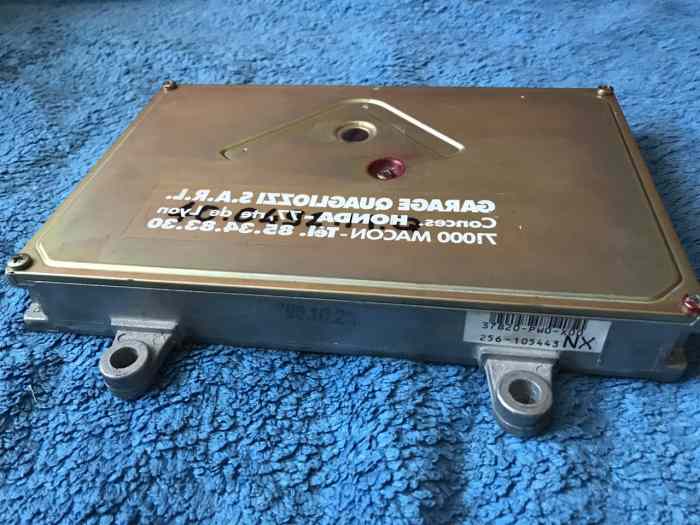 GARAGE QUAGLIOZZI S.A.R.L.
Conces. HONDA - 77, rte de Lyon
71000 MACON - Tél. 85.34.83.30
37820-PW0-X00
256-105443 NX